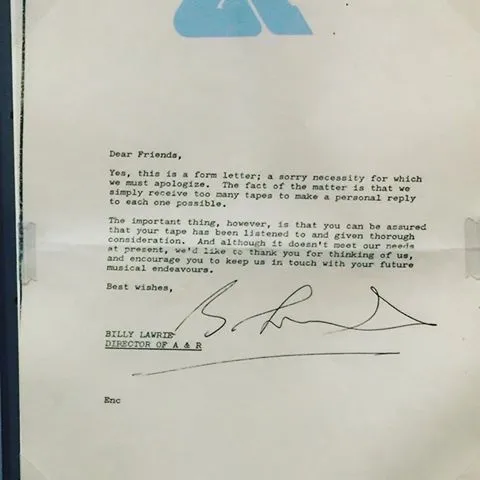 Dear Friends,
Yes, this is a form letter; a sorry necessity for which
we must apologize. The fact of the matter is that we
simply receive too many tapes to make a personal reply
to each one possible.
The important thing, however, is that you can be assured
that your tape has been listened to and given thorough
consideration. And although it doesn't meet our needs
at present, we'd like to thank you for thinking of us,
and encourage you to keep us in touch with your future
musical endeavours.
Best wishes,
BILLY LAWRIE
DIRECTOR OF A & R
Enc